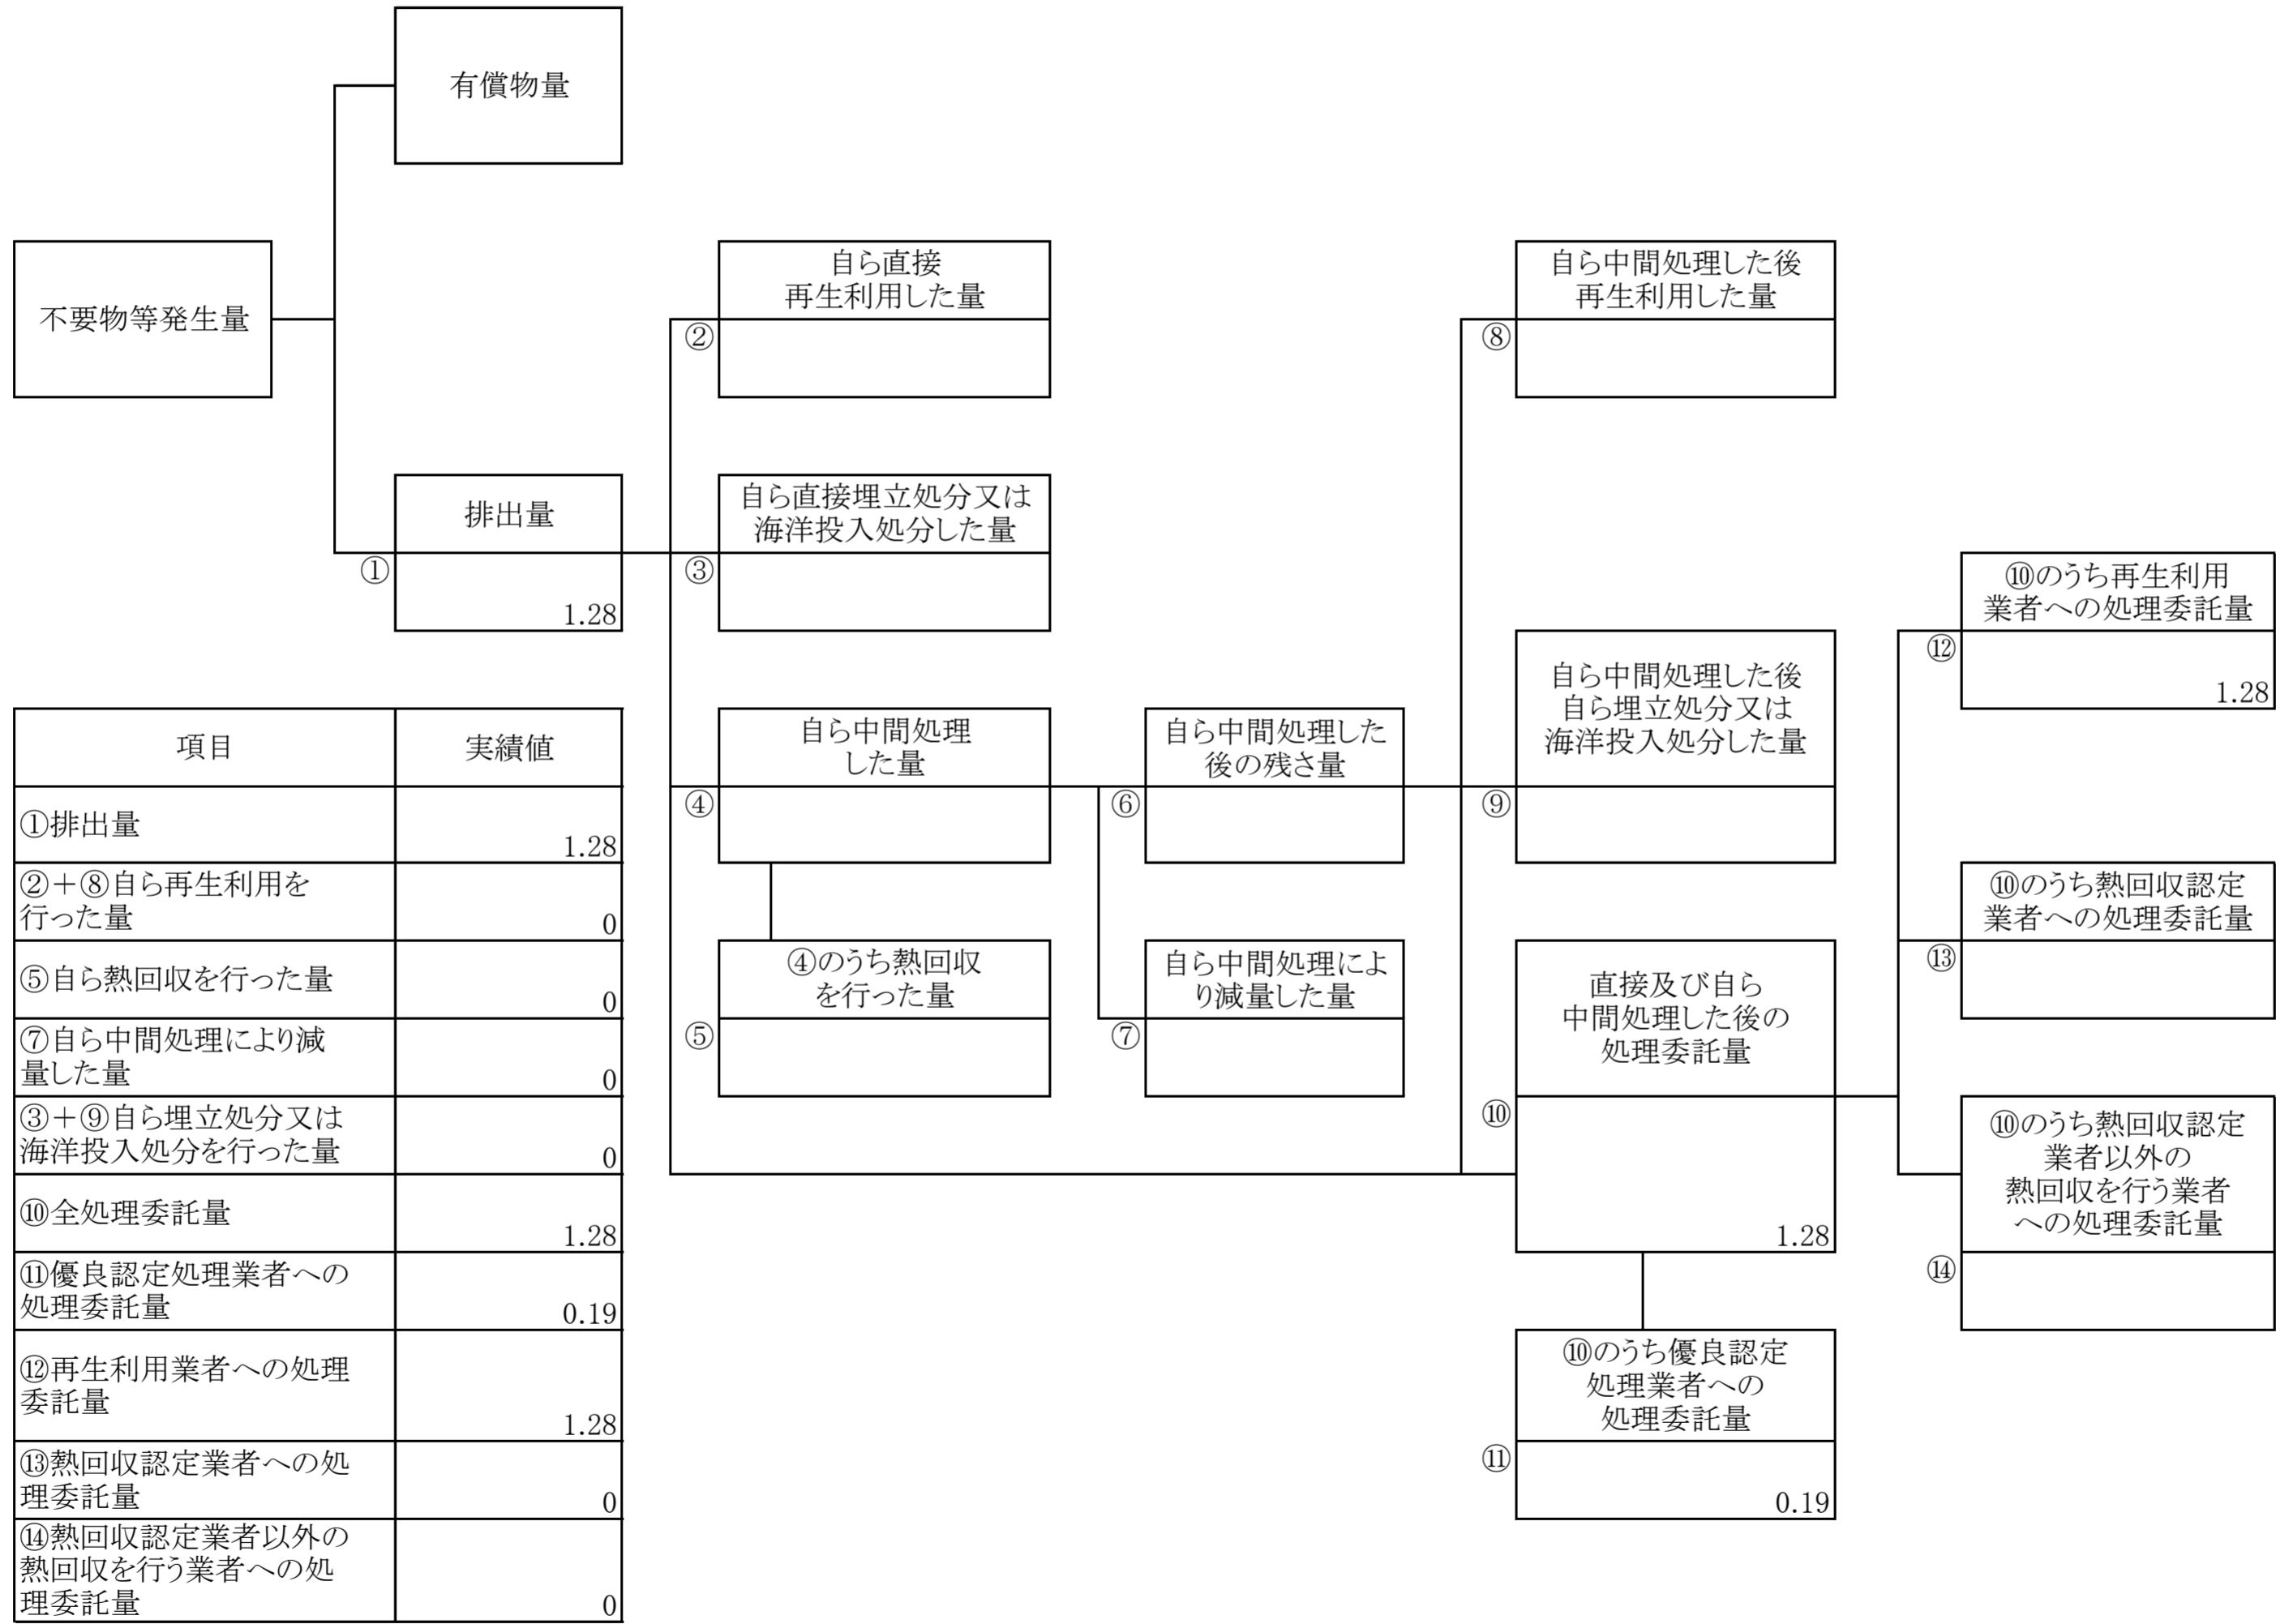 有償物量
不要物等発生量
自ら直接
再生利用した量
②
自ら中間処理した後
再生利用した量
⑧
排出量
①
1.28
自ら直接埋立処分又は
海洋投入処分した量
③
⑩のうち再生利用
業者への処理委託量
⑫
1.28
自ら中間処理
した量
④
自ら中間処理した
後の残さ量
⑥
自ら中間処理した後
自ら埋立処分又は
海洋投入処分した量
⑨
⑩のうち熱回収認定
業者への処理委託量
⑬
④のうち熱回収
を行った量
⑤
自ら中間処理によ
り減量した量
⑦
直接及び自ら
中間処理した後の
処理委託量
⑩
1.28
⑩のうち熱回収認定
業者以外の
熱回収を行う業者
への処理委託量
⑭
⑩のうち優良認定
処理業者への
処理委託量
⑪
0.19
項目 実績値
①排出量
1.28
②＋⑧自ら再生利用を
行った量
0
⑤自ら熱回収を行った量
0
⑦自ら中間処理により減
量した量
0
③＋⑨自ら埋立処分又は
海洋投入処分を行った量
0
⑩全処理委託量
1.28
⑪優良認定処理業者への
処理委託量
0.19
⑫再生利用業者への処理
委託量
1.28
⑬熱回収認定業者への処
理委託量
0
⑭熱回収認定業者以外の
熱回収を行う業者への処
理委託量
0